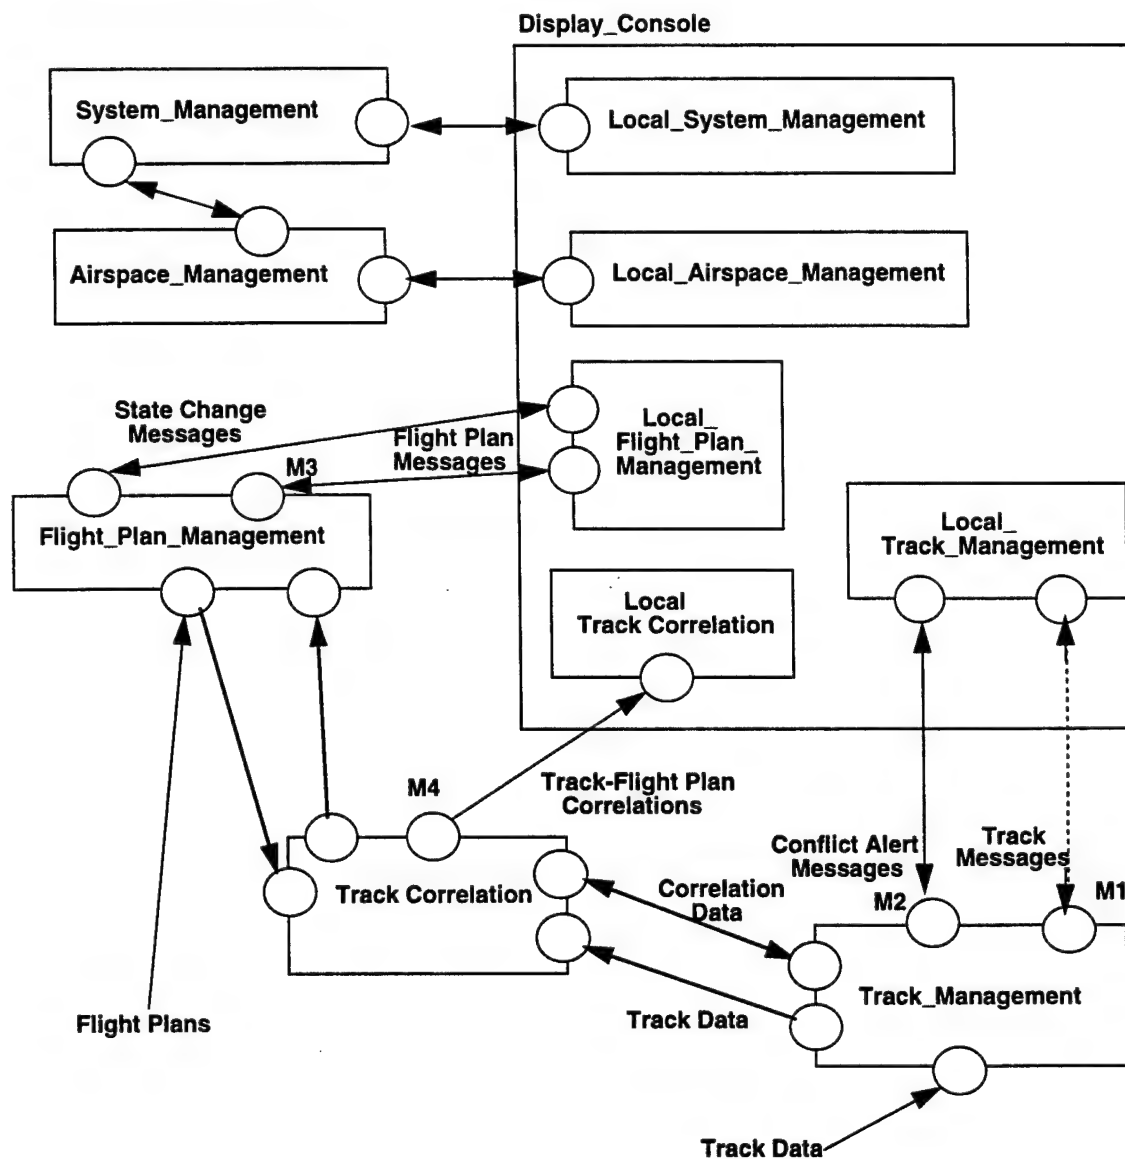 Display_Console
System_Management
Local_System_Management
Airspace_Management
Local_Airspace_Management
State Change
Messages
Flight Plan
Messages
M3
Local_
Flight_Plan_
Management
Flight_Plan_Management
Local_
Track_Management
Local
Track Correlation
M4
Track-Flight Plan
Correlations
Conflict Alert
Messages
Track
Messages
M2
M1
Track Correlation
Correlation
Data
Track_Management
Track Data
Flight Plans
Track Data